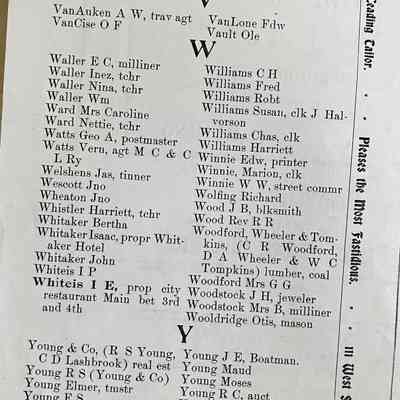 V
VanAuken A W, trav agt
VanCise O F
VanLone Fdw
Vault Ole
W
Waller E C, milliner
Waller Inez, tchr
Waller Nina, tchr
Waller Wm
Ward Mrs Caroline
Ward Nettie, tchr
Watts Geo A, postmaster
Watts Vern, agt M C & C
L Ry
Welshens Jas, tinner
Wescott Jno
Wheaton Jno
Whistler Harriett, tchr
Whitaker Bertha
Whitaker Isaac, propr Whit-
aker Hotel
Whitaker John
Whiteis I P
Whiteis I E, prop city
restaurant Main bet 3rd
and 4th
Williams C H
Williams Fred
Williams Robt
Williams Susan, clk J Hal-
vorson
Williams Chas, clk
Williams Harriett
Winnie Edw, printer
Winnie, Marion, clk
Winnie W W, street commr
Wolfing Richard
Wood J B, blksmith
Wood Rev R R
Woodford, Wheeler & Tom-
kins, (C R Woodford,
D A Wheeler & W C
Tompkins) lumber, coal
Woodford Mrs G G
Woodstock J H, jeweler
Woodstock Mrs B, milliner
Wooldridge Otis, mason
Y
Young & Co, (R S Young,
C D Lashbrook) real est
Young R S (Young & Co)
Young Elmer, tmstr
Young F S
Young J E, Boatman.
Young Maud
Young Moses
Young R C, auct
Leading Tailor. . . Pleases the Most Fastidious. . . 111 West